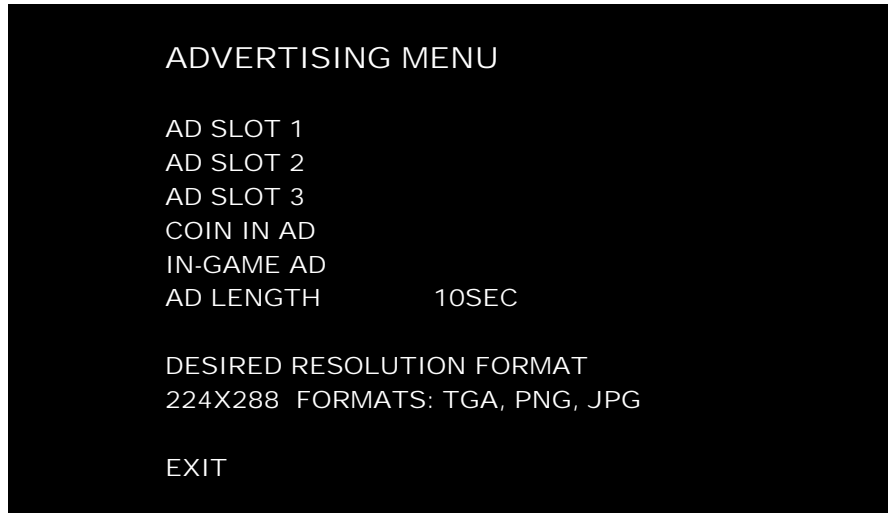 ADVERTISING MENU
AD SLOT 1
AD SLOT 2
AD SLOT 3
COIN IN AD
IN-GAME AD
AD LENGTH 10SEC
DESIRED RESOLUTION FORMAT
224X288 FORMATS: TGA, PNG, JPG
EXIT